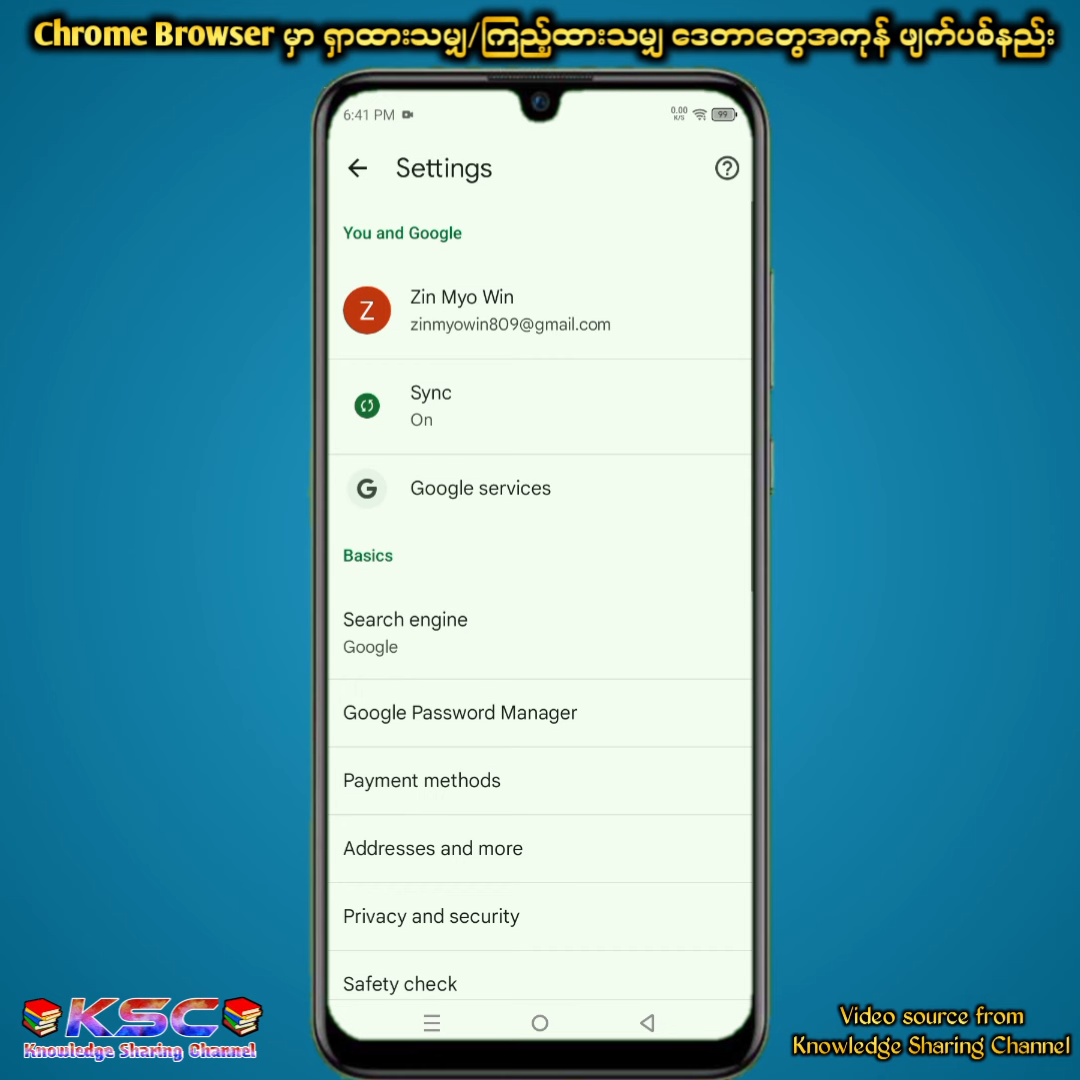 Chrome Browser မှာ ရှာထားသမျှ/ကြည့်ထားသမျှ ဒေတာတွေအကုန် ဖျက်ပစ်နည်း
6:41 PM
0.00
K/S
99
Settings
You and Google
Z
Zin Myo Win
zinmyowin809@gmail.com
Sync
On
G
Google services
Basics
Search engine
Google
Google Password Manager
Payment methods
Addresses and more
Privacy and security
Safety check
KSC
Knowledge Sharing Channel
Video source from
Knowledge Sharing Channel